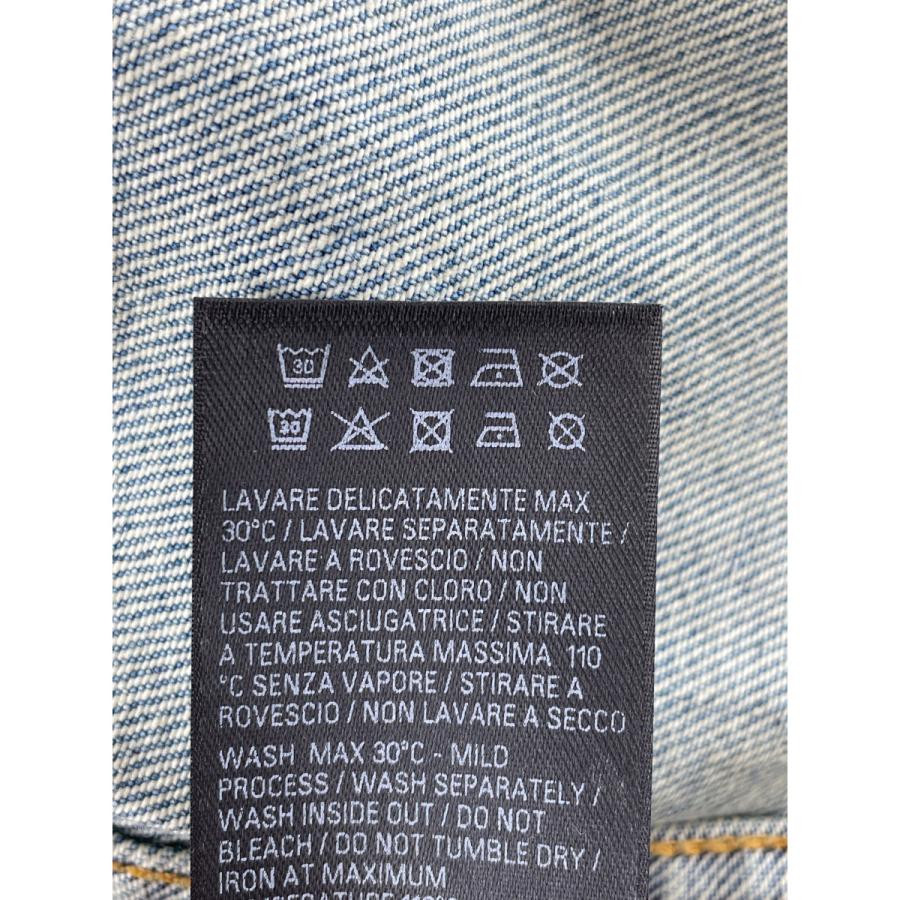 30
30
LAVARE DELICATAMENTE MAX
30°C / LAVARE SEPARATAMENTE /
LAVARE A ROVESCIO / NON
TRATTARE CON CLORO / NON
USARE ASCIUGATRICE / STIRARE
A TEMPERATURA MASSIMA 110
°C SENZA VAPORE / STIRARE A
ROVESCIO / NON LAVARE A SECCO
WASH MAX 30°C - MILD
PROCESS / WASH SEPARATELY /
WASH INSIDE OUT / DO NOT
BLEACH / DO NOT TUMBLE DRY /
IRON AT MAXIMUM